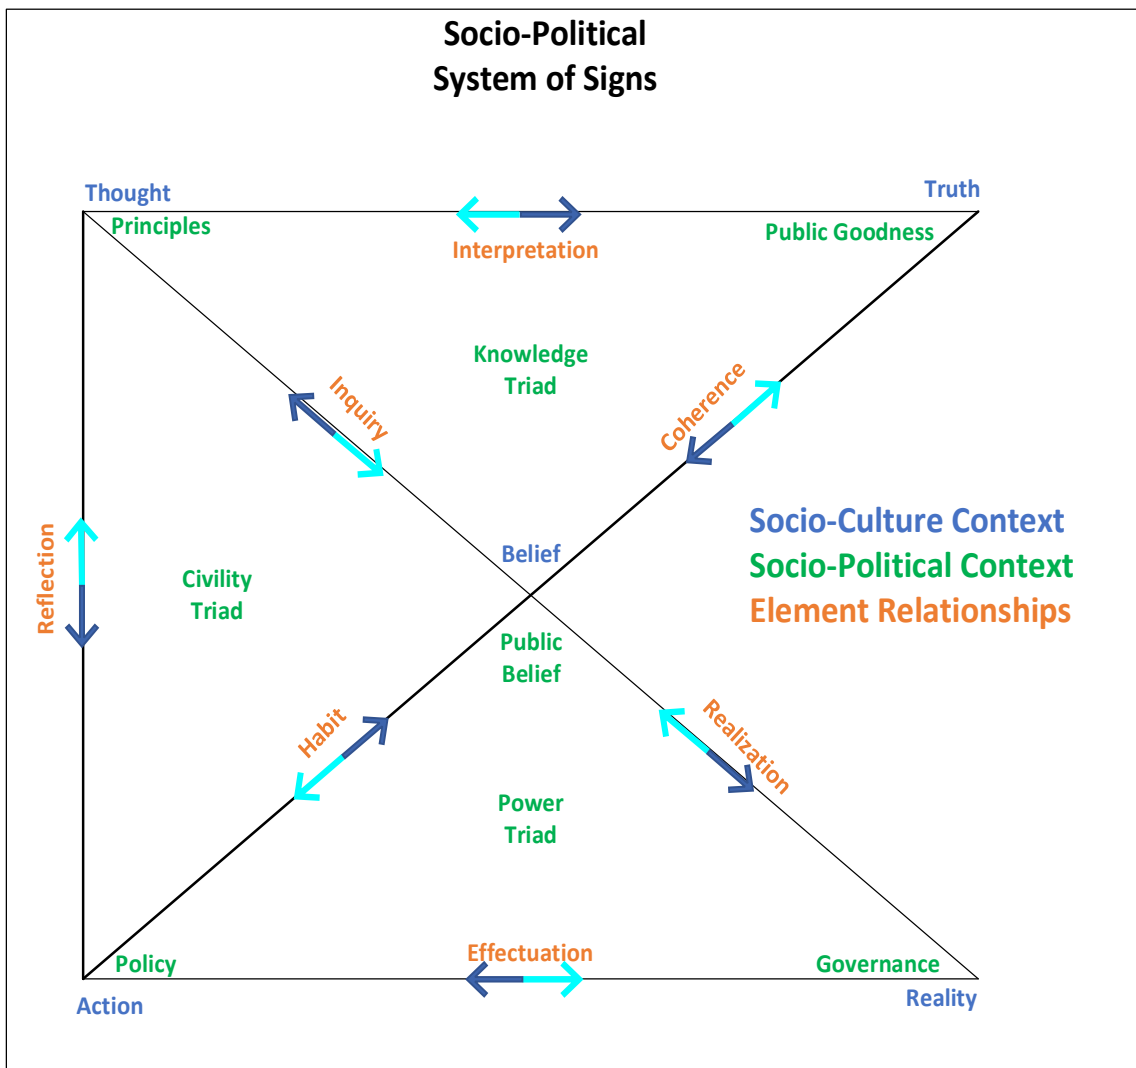 Socio-Political
System of Signs
Thought
Truth
Principles
Public Goodness
Interpretation
Knowledge
Triad
Inquiry
Coherence
Socio-Culture Context
Socio-Political Context
Element Relationships
Reflection
Civility
Triad
Belief
Public
Belief
Habit
Realization
Power
Triad
Effectuation
Policy
Governance
Action
Reality